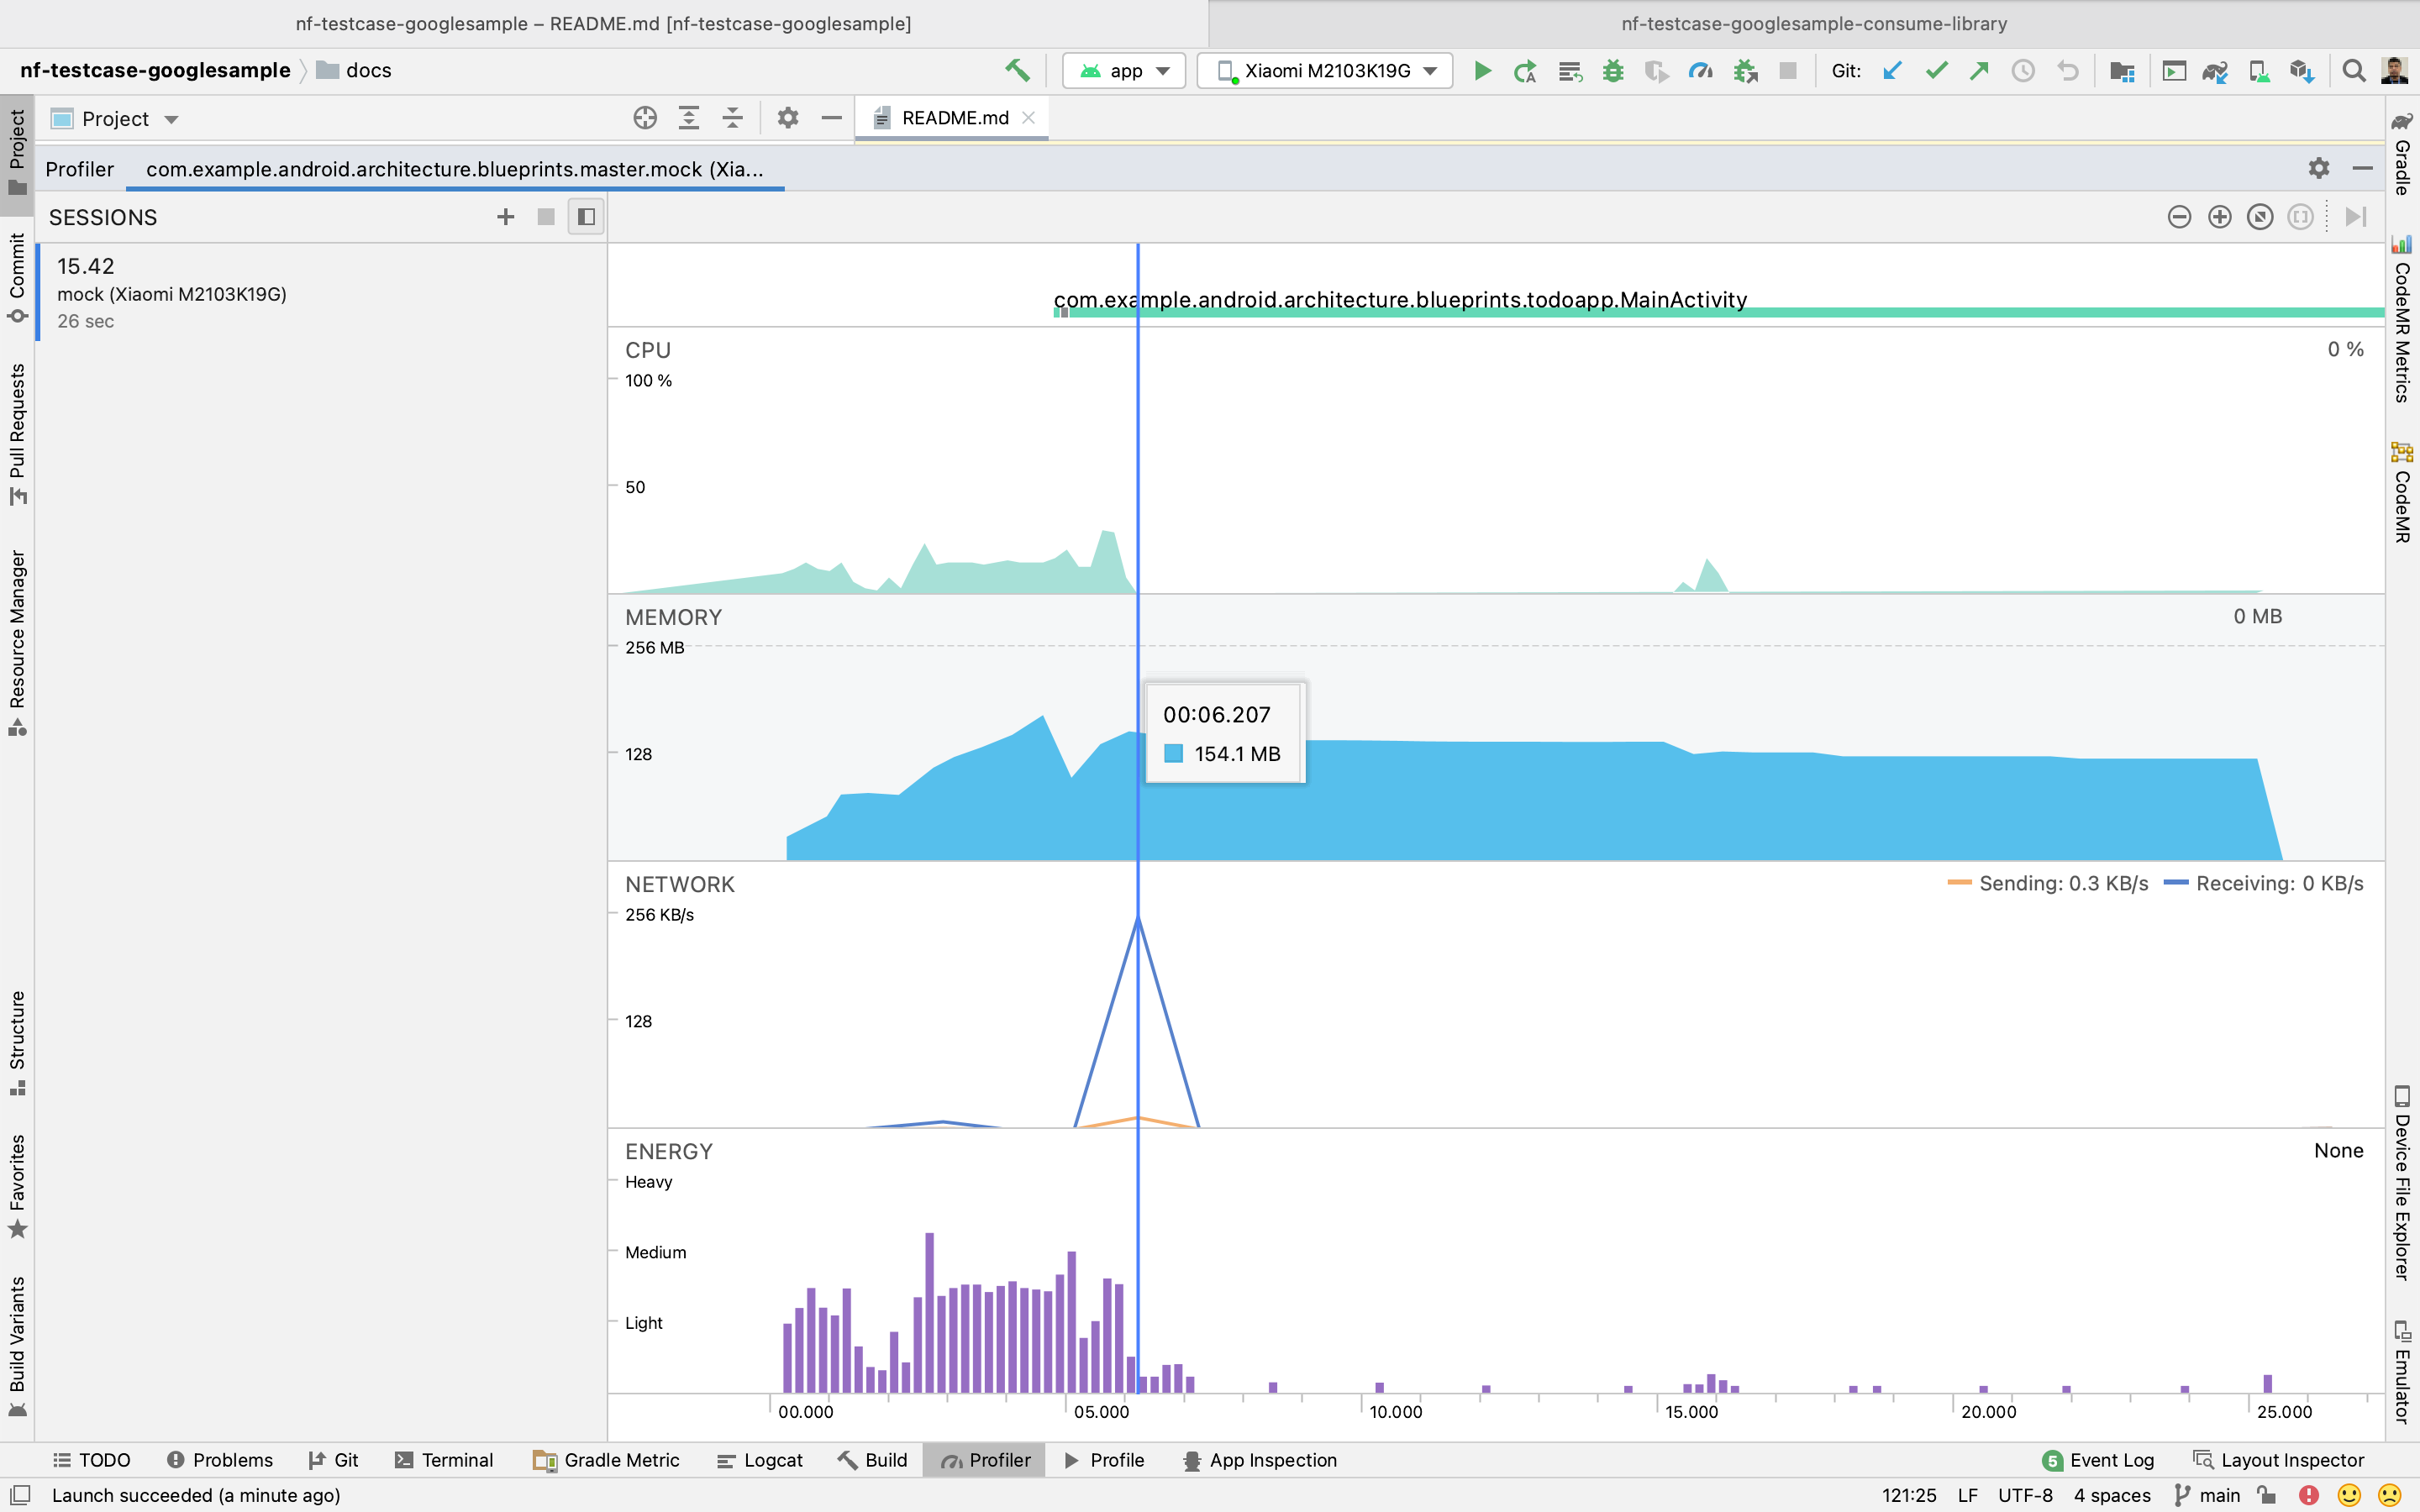 nf-testcase-googlesample – README.md [nf-testcase-googlesample]
nf-testcase-googlesample-consume-library
nf-testcase-googlesample
docs
app
Xiaomi M2103K19G
Git:
Project
README.md
Profiler
com.example.android.architecture.blueprints.master.mock (Xia...
SESSIONS
15.42
mock (Xiaomi M2103K19G)
26 sec
com.example.android.architecture.blueprints.todoapp.MainActivity
CPU
0 %
100 %
50
MEMORY
0 MB
256 MB
128
00:06.207
154.1 MB
NETWORK
Sending: 0.3 KB/s
Receiving: 0 KB/s
256 KB/s
128
ENERGY
None
Heavy
Medium
Light
00.000
05.000
10.000
15.000
20.000
25.000
Project
Commit
Pull Requests
Resource Manager
Structure
Favorites
Build Variants
Gradle
CodeMR Metrics
CodeMR
Device File Explorer
Emulator
TODO
Problems
Git
Terminal
Gradle Metric
Logcat
Build
Profiler
Profile
App Inspection
5
Event Log
Layout Inspector
Launch succeeded (a minute ago)
121:25
LF
UTF-8
4 spaces
main